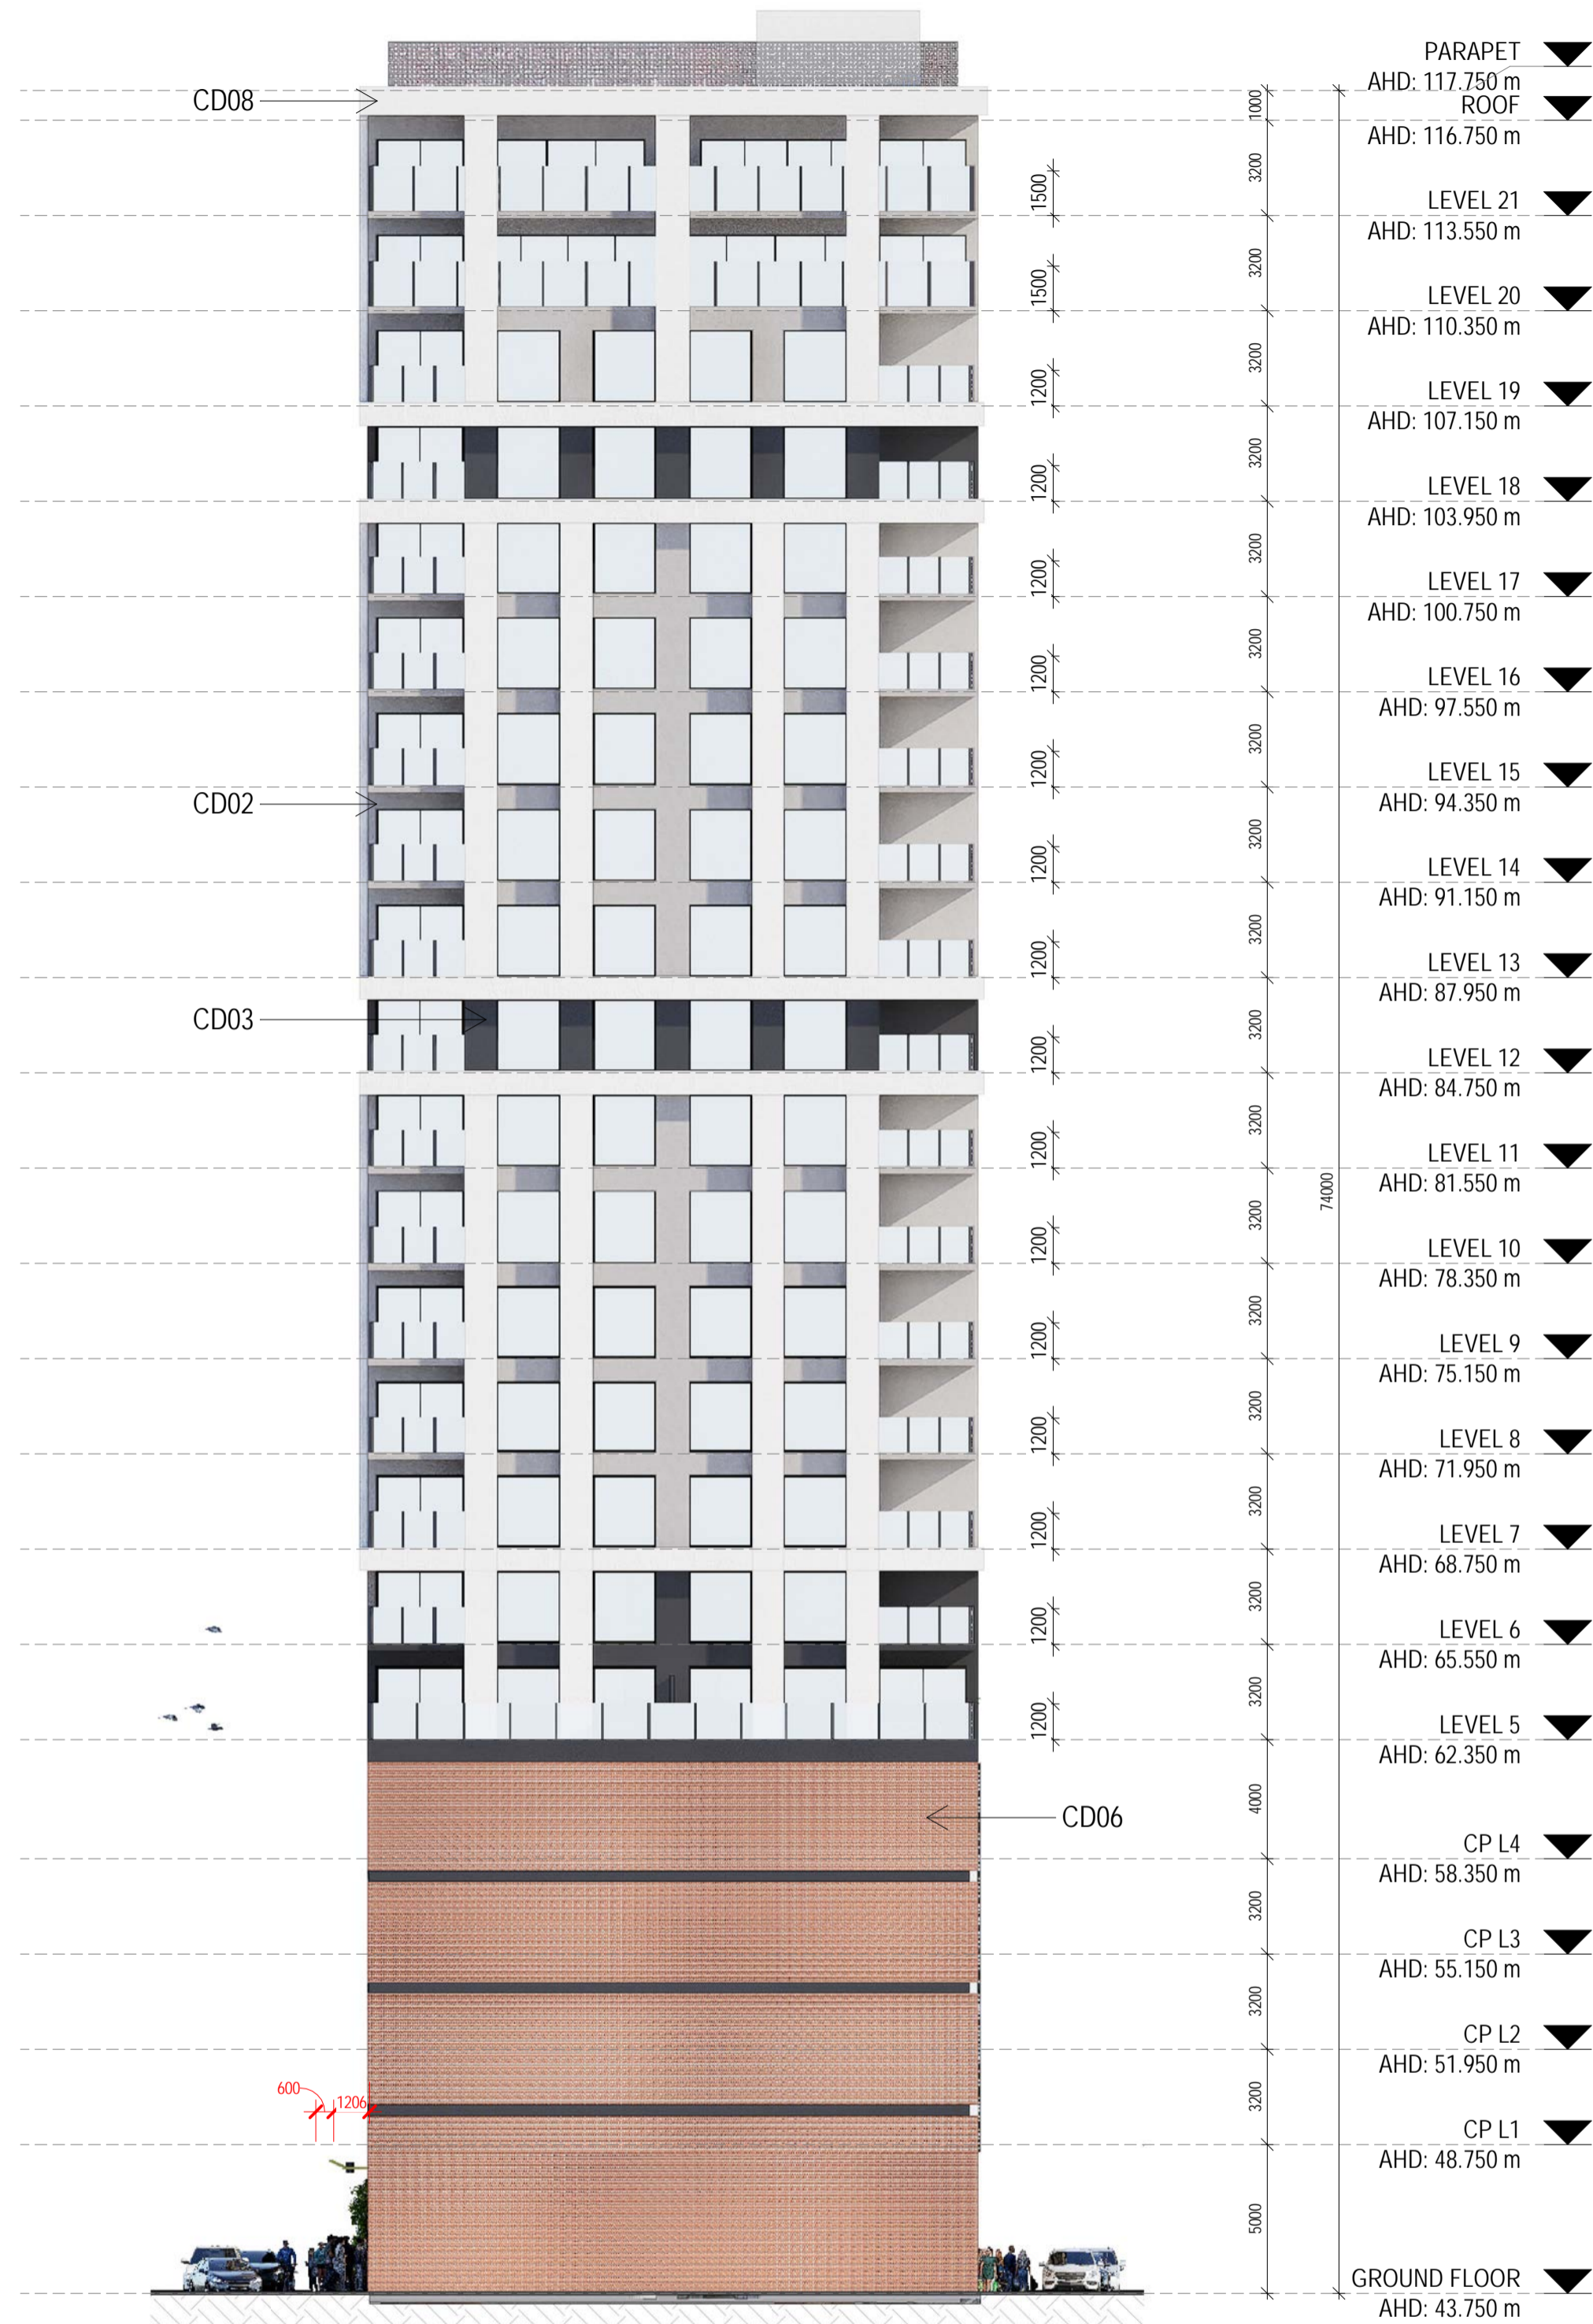 PARAPET
AHD: 117.750 m
CD08
1000
ROOF
AHD: 116.750 m
3200
1500
LEVEL 21
AHD: 113.550 m
3200
1500
LEVEL 20
AHD: 110.350 m
3200
1200
LEVEL 19
AHD: 107.150 m
3200
1200
LEVEL 18
AHD: 103.950 m
3200
1200
LEVEL 17
AHD: 100.750 m
3200
1200
LEVEL 16
AHD: 97.550 m
3200
1200
LEVEL 15
AHD: 94.350 m
CD02
3200
1200
LEVEL 14
AHD: 91.150 m
3200
1200
LEVEL 13
AHD: 87.950 m
CD03
3200
1200
LEVEL 12
AHD: 84.750 m
3200
1200
LEVEL 11
AHD: 81.550 m
74000
3200
1200
LEVEL 10
AHD: 78.350 m
3200
1200
LEVEL 9
AHD: 75.150 m
3200
1200
LEVEL 8
AHD: 71.950 m
3200
1200
LEVEL 7
AHD: 68.750 m
3200
1200
LEVEL 6
AHD: 65.550 m
3200
1200
LEVEL 5
AHD: 62.350 m
4000
CD06
CP L4
AHD: 58.350 m
3200
CP L3
AHD: 55.150 m
3200
CP L2
AHD: 51.950 m
600
1206
3200
CP L1
AHD: 48.750 m
5000
GROUND FLOOR
AHD: 43.750 m